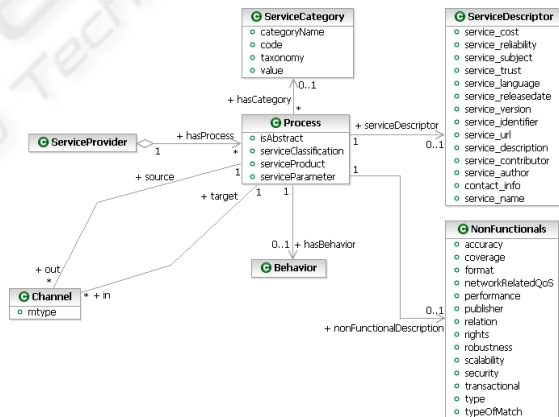 Tech
C ServiceCategory
categoryName
code
taxonomy
value
C ServiceDescriptor
service_cost
service_reliability
service_subject
service_trust
service_language
service_releasedate
service_version
service_identifier
service_url
service_description
service_contributor
service_author
contact_info
service_name
0..1
+ hasCategory
*
C Process
isAbstract
serviceClassification
serviceProduct
serviceParameter
+ serviceDescriptor
1
0..1
C ServiceProvider
1
+ hasProcess
*
+ source
1
+ target
1
1
1
0..1
+ hasBehavior
C Behavior
+ out
*
C Channel
mtype
* + in
0..1
+ nonFunctionalDescription
C NonFunctionals
accuracy
coverage
format
networkRelatedQoS
performance
publisher
relation
rights
robustness
scalability
security
transactional
type
typeOfMatch